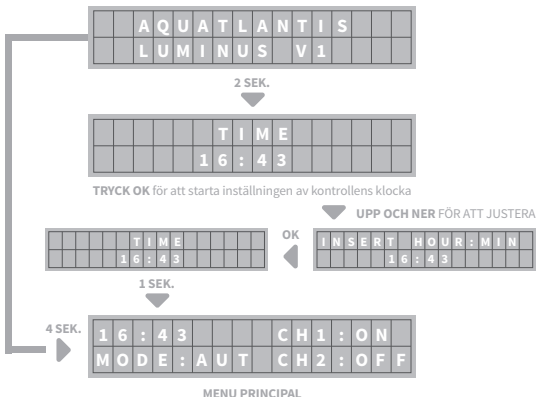 AQUATLANTIS
LUMINUS V1
2 SEK.
TIME
16:43
TRYCK OK för att starta inställningen av kontrollens klocka
UPP OCH NER FÖR ATT JUSTERA
OK
TIME
16:43
INSERT HOUR:MIN
16:43
1 SEK.
4 SEK.
16:43 CH1:ON
MODE:AUT CH2:OFF
MENU PRINCIPAL